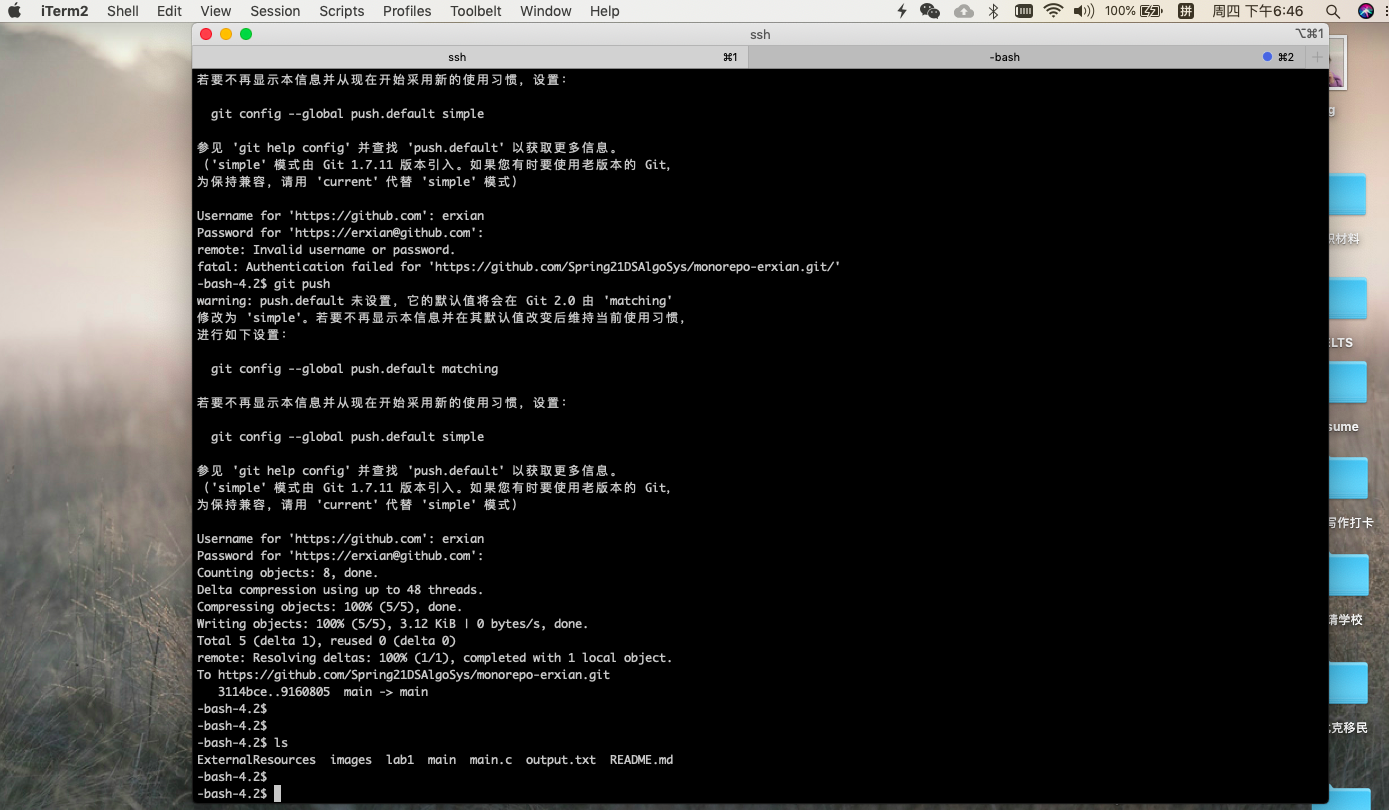 iTerm2 Shell Edit View Session Scripts Profiles Toolbelt Window Help 100% 拼 周四 下午6:46
ssh ⌥⌘1
ssh ⌘1 -bash ⌘2
若要不再显示本信息并从现在开始采用新的使用习惯，设置：
git config --global push.default simple
参见 'git help config' 并查找 'push.default' 以获取更多信息。
（'simple' 模式由 Git 1.7.11 版本引入。如果您有时要使用老版本的 Git，
为保持兼容，请用 'current' 代替 'simple' 模式）
Username for 'https://github.com': erxian
Password for 'https://erxian@github.com':
remote: Invalid username or password.
fatal: Authentication failed for 'https://github.com/Spring21DSAlgoSys/monorepo-erxian.git/'
-bash-4.2$ git push
warning: push.default 未设置，它的默认值将会在 Git 2.0 由 'matching'
修改为 'simple'。若要不再显示本信息并在其默认值改变后维持当前使用习惯，
进行如下设置：
git config --global push.default matching
若要不再显示本信息并从现在开始采用新的使用习惯，设置：
git config --global push.default simple
参见 'git help config' 并查找 'push.default' 以获取更多信息。
（'simple' 模式由 Git 1.7.11 版本引入。如果您有时要使用老版本的 Git，
为保持兼容，请用 'current' 代替 'simple' 模式）
Username for 'https://github.com': erxian
Password for 'https://erxian@github.com':
Counting objects: 8, done.
Delta compression using up to 48 threads.
Compressing objects: 100% (5/5), done.
Writing objects: 100% (5/5), 3.12 KiB | 0 bytes/s, done.
Total 5 (delta 1), reused 0 (delta 0)
remote: Resolving deltas: 100% (1/1), completed with 1 local object.
To https://github.com/Spring21DSAlgoSys/monorepo-erxian.git
3114bce..9160805 main -> main
-bash-4.2$
-bash-4.2$
-bash-4.2$ ls
ExternalResources images lab1 main main.c output.txt README.md
-bash-4.2$
-bash-4.2$
g
材料
LTS
sume
写作打卡
请学校
克移民